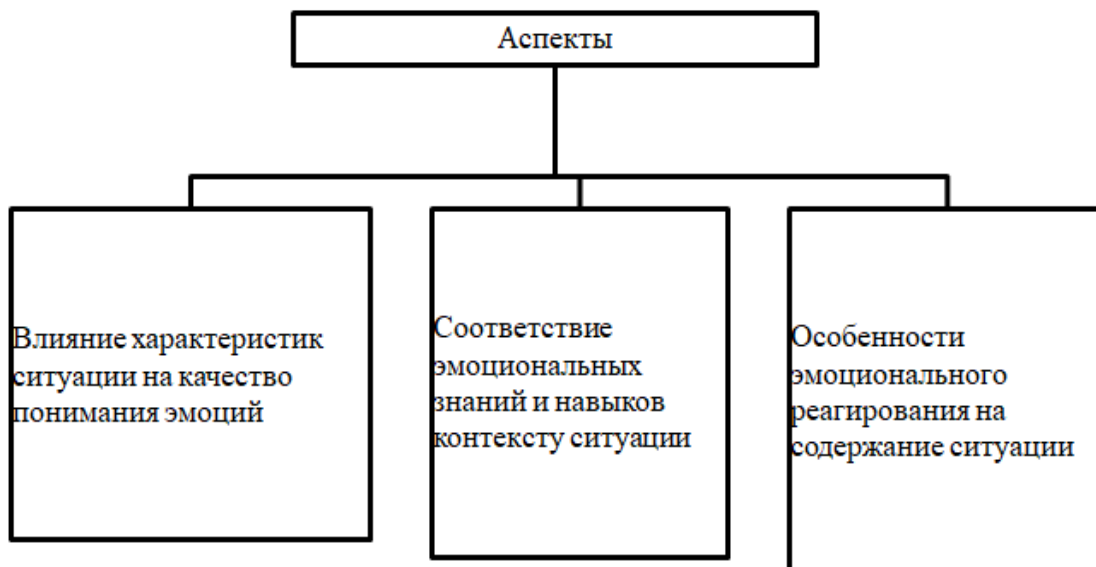 Аспекты
Влияние характеристик
ситуации на качество
понимания эмоций
Соответствие
эмоциональных
знаний и навыков
контексту ситуации
Особенности
эмоционального
реагирования на
содержание ситуации